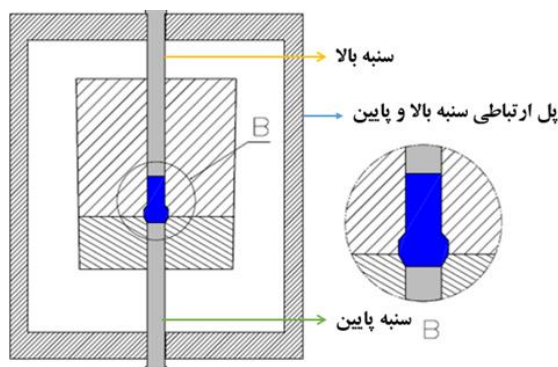 سنبه بالا
پل ارتباطی سنبه بالا و پایین
B
سنبه پایین
B